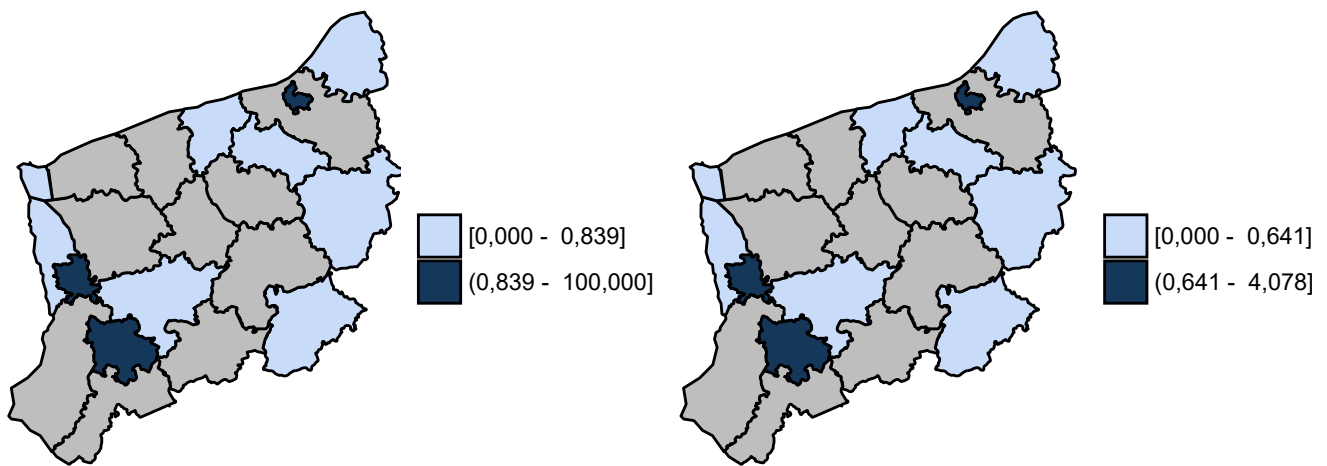 [0,000 - 0,839]
(0,839 - 100,000]
[0,000 - 0,641]
(0,641 - 4,078]